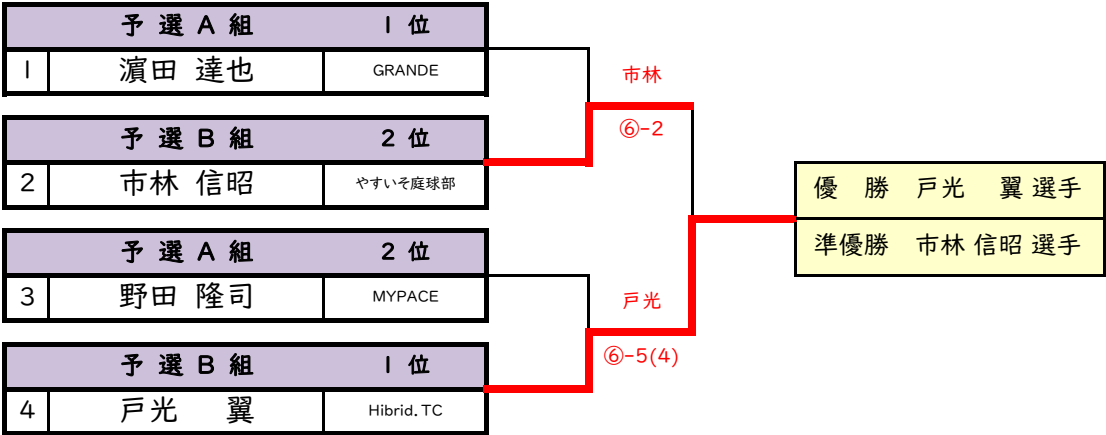 予 選 A 組 1 位
1 濵田 達也 GRANDE
市林
⑥-2
予 選 B 組 2 位
2 市林 信昭 やすいそ庭球部
優 勝 戸光 翼 選手
準優勝 市林 信昭 選手
予 選 A 組 2 位
3 野田 隆司 MYPACE
戸光
⑥-5(4)
予 選 B 組 1 位
4 戸光 翼 Hibrid.TC